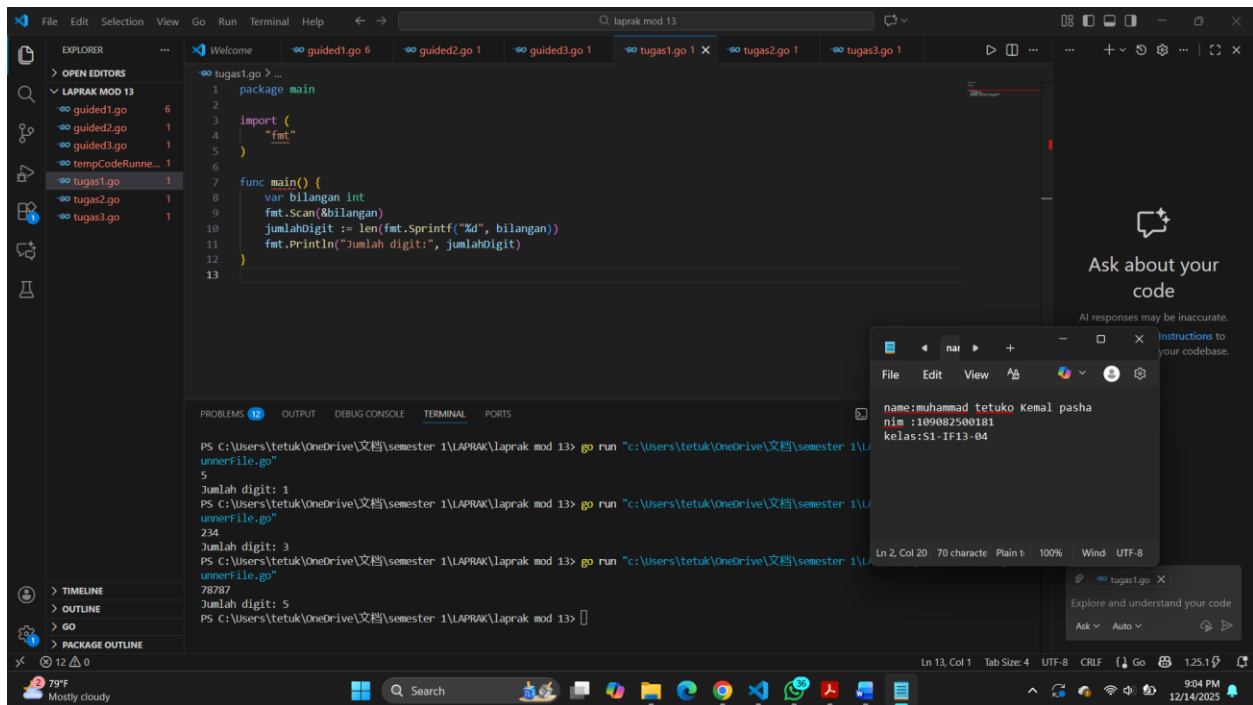 File Edit Selection View Go Run Terminal Help
laprak mod 13
EXPLORER
Welcome
guided1.go 6
guided2.go 1
guided3.go 1
tugas1.go 1
tugas2.go 1
tugas3.go 1
OPEN EDITORS
LAPRAK MOD 13
guided1.go 6
guided2.go 1
guided3.go 1
tempCodeRunne... 1
tugas1.go 1
tugas2.go 1
tugas3.go 1
TIMELINE
OUTLINE
GO
PACKAGE OUTLINE
tugas1.go > ...
1 package main
2
3 import (
4 "fmt"
5 )
6
7 func main() {
8 var bilangan int
9 fmt.Scan(&bilangan)
10 jumlahDigit := len(fmt.Sprintf("%d", bilangan))
11 fmt.Println("Jumlah digit:", jumlahDigit)
12 }
13
PROBLEMS 12 OUTPUT DEBUG CONSOLE TERMINAL PORTS
PS C:\Users\tetuk\OneDrive\文档\semester 1\LAPRAK\laprak mod 13> go run "c:\Users\tetuk\OneDrive\文档\semester 1\L
unnerFile.go"
5
Jumlah digit: 1
PS C:\Users\tetuk\OneDrive\文档\semester 1\LAPRAK\laprak mod 13> go run "c:\Users\tetuk\OneDrive\文档\semester 1\L
unnerFile.go"
234
Jumlah digit: 3
PS C:\Users\tetuk\OneDrive\文档\semester 1\LAPRAK\laprak mod 13> go run "c:\Users\tetuk\OneDrive\文档\semester 1\L
unnerFile.go"
78787
Jumlah digit: 5
PS C:\Users\tetuk\OneDrive\文档\semester 1\LAPRAK\laprak mod 13>
Ask about your
code
AI responses may be inaccurate.
Instructions to
your codebase.
nar
File Edit View
name:muhammad tetuko Kemal pasha
nim :109082500181
kelas:S1-IF13-04
Ln 2, Col 20 70 characte Plain t 100% Wind UTF-8
tugas1.go
Explore and understand your code
Ask Auto
12 0
Ln 13, Col 1 Tab Size: 4 UTF-8 CRLF Go 1.25.1
2
79°F
Mostly cloudy
Search
36
9:04 PM
12/14/2025